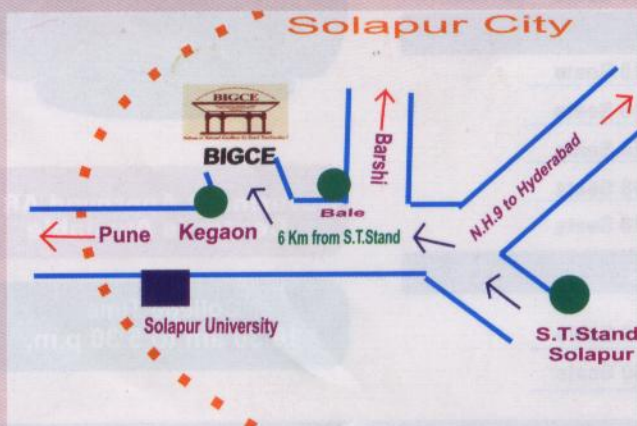 Solapur City
BIGCE
BIGCE
Barshi
N.H.9 to Hyderabad
Bale
Pune
Kegaon
6 Km from S.T.Stand
Solapur University
S.T.Stand
Solapur